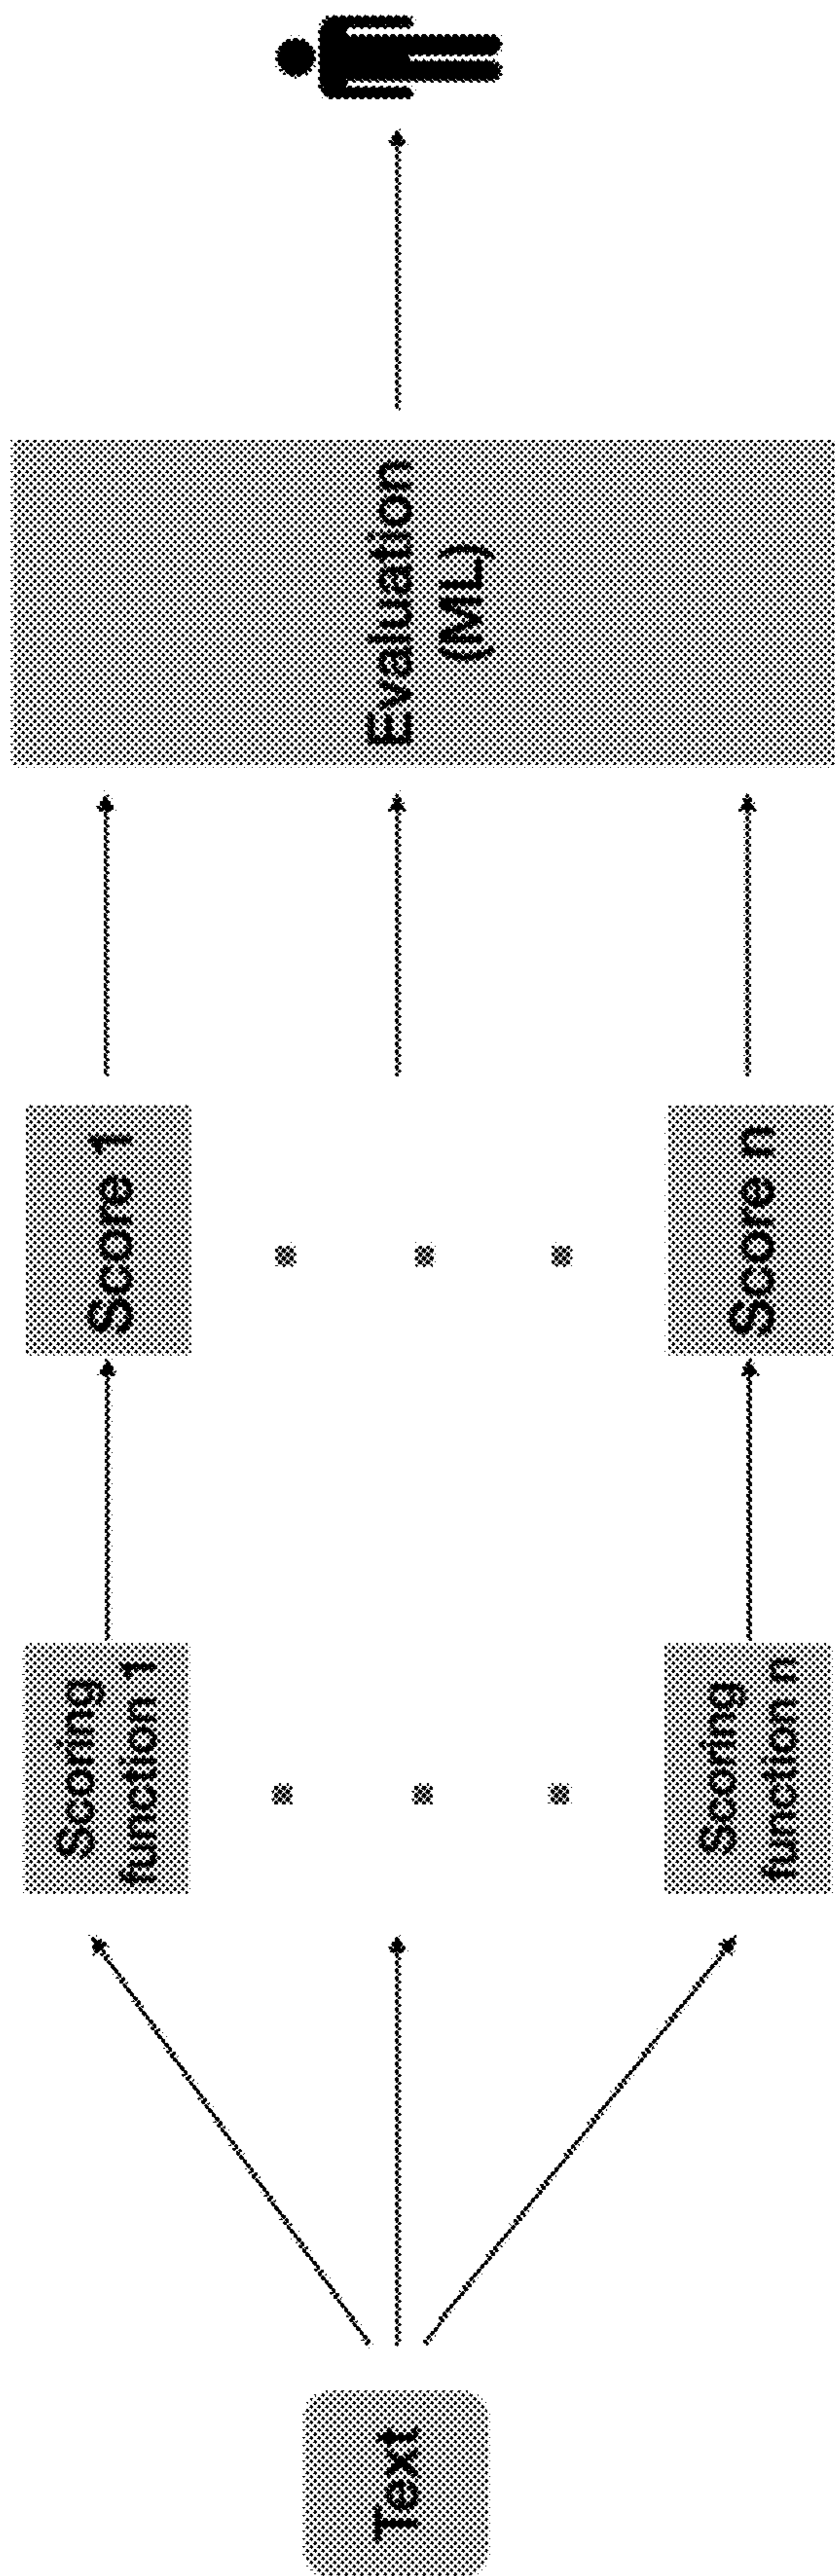 Text
Scoring
function 1
Scoring
function n
Score 1
Score n
Evaluation
(ML)